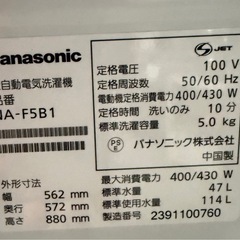 Panasonic
JET
自動電気洗濯機
品番
NA-F5B1
定格電圧 100 V
定格周波数 50/60 Hz
電動機定格消費電力 400/430 W
定格時間 洗いのみ 10 分
標準洗濯容量 5.0 kg
パナソニック株式会社
中国製
外形寸法
幅 562 mm
奥行 572 mm
高さ 880 mm
最大消費電力 400/430 W
標準水量 47 L
標準使用水量 114 L
製造番号 2391100760